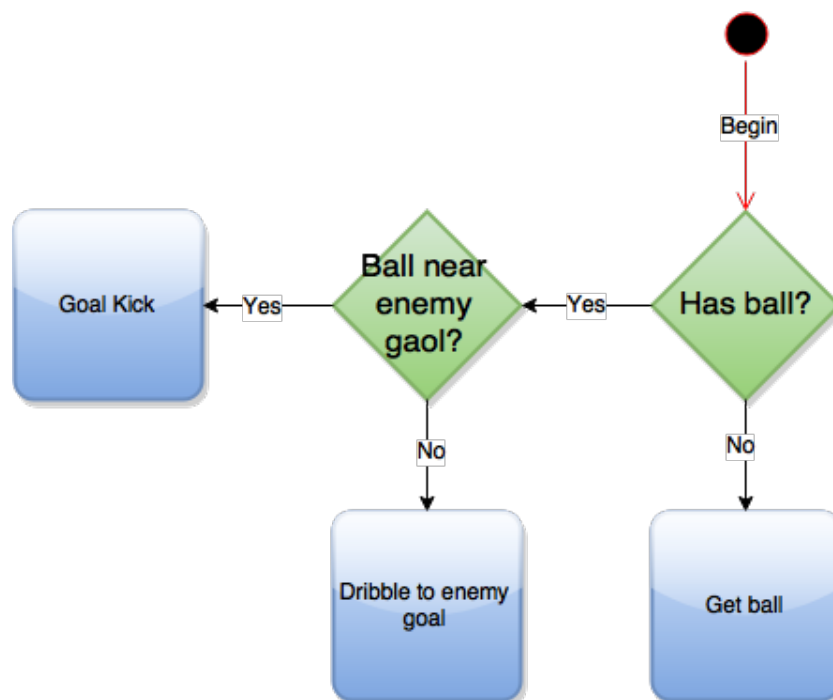 Begin
Goal Kick
Yes
Ball near
enemy
gaol?
Yes
Has ball?
No
No
Dribble to enemy
goal
Get ball